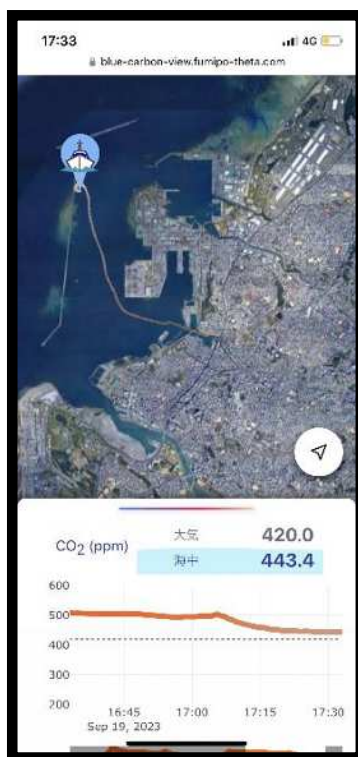 17:33
4G
blue-carbon-view.fumipo-theta.com
CO2 (ppm)
大気 420.0
海中 443.4
600
500
400
300
200
16:45 17:00 17:15 17:30
Sep 19, 2023